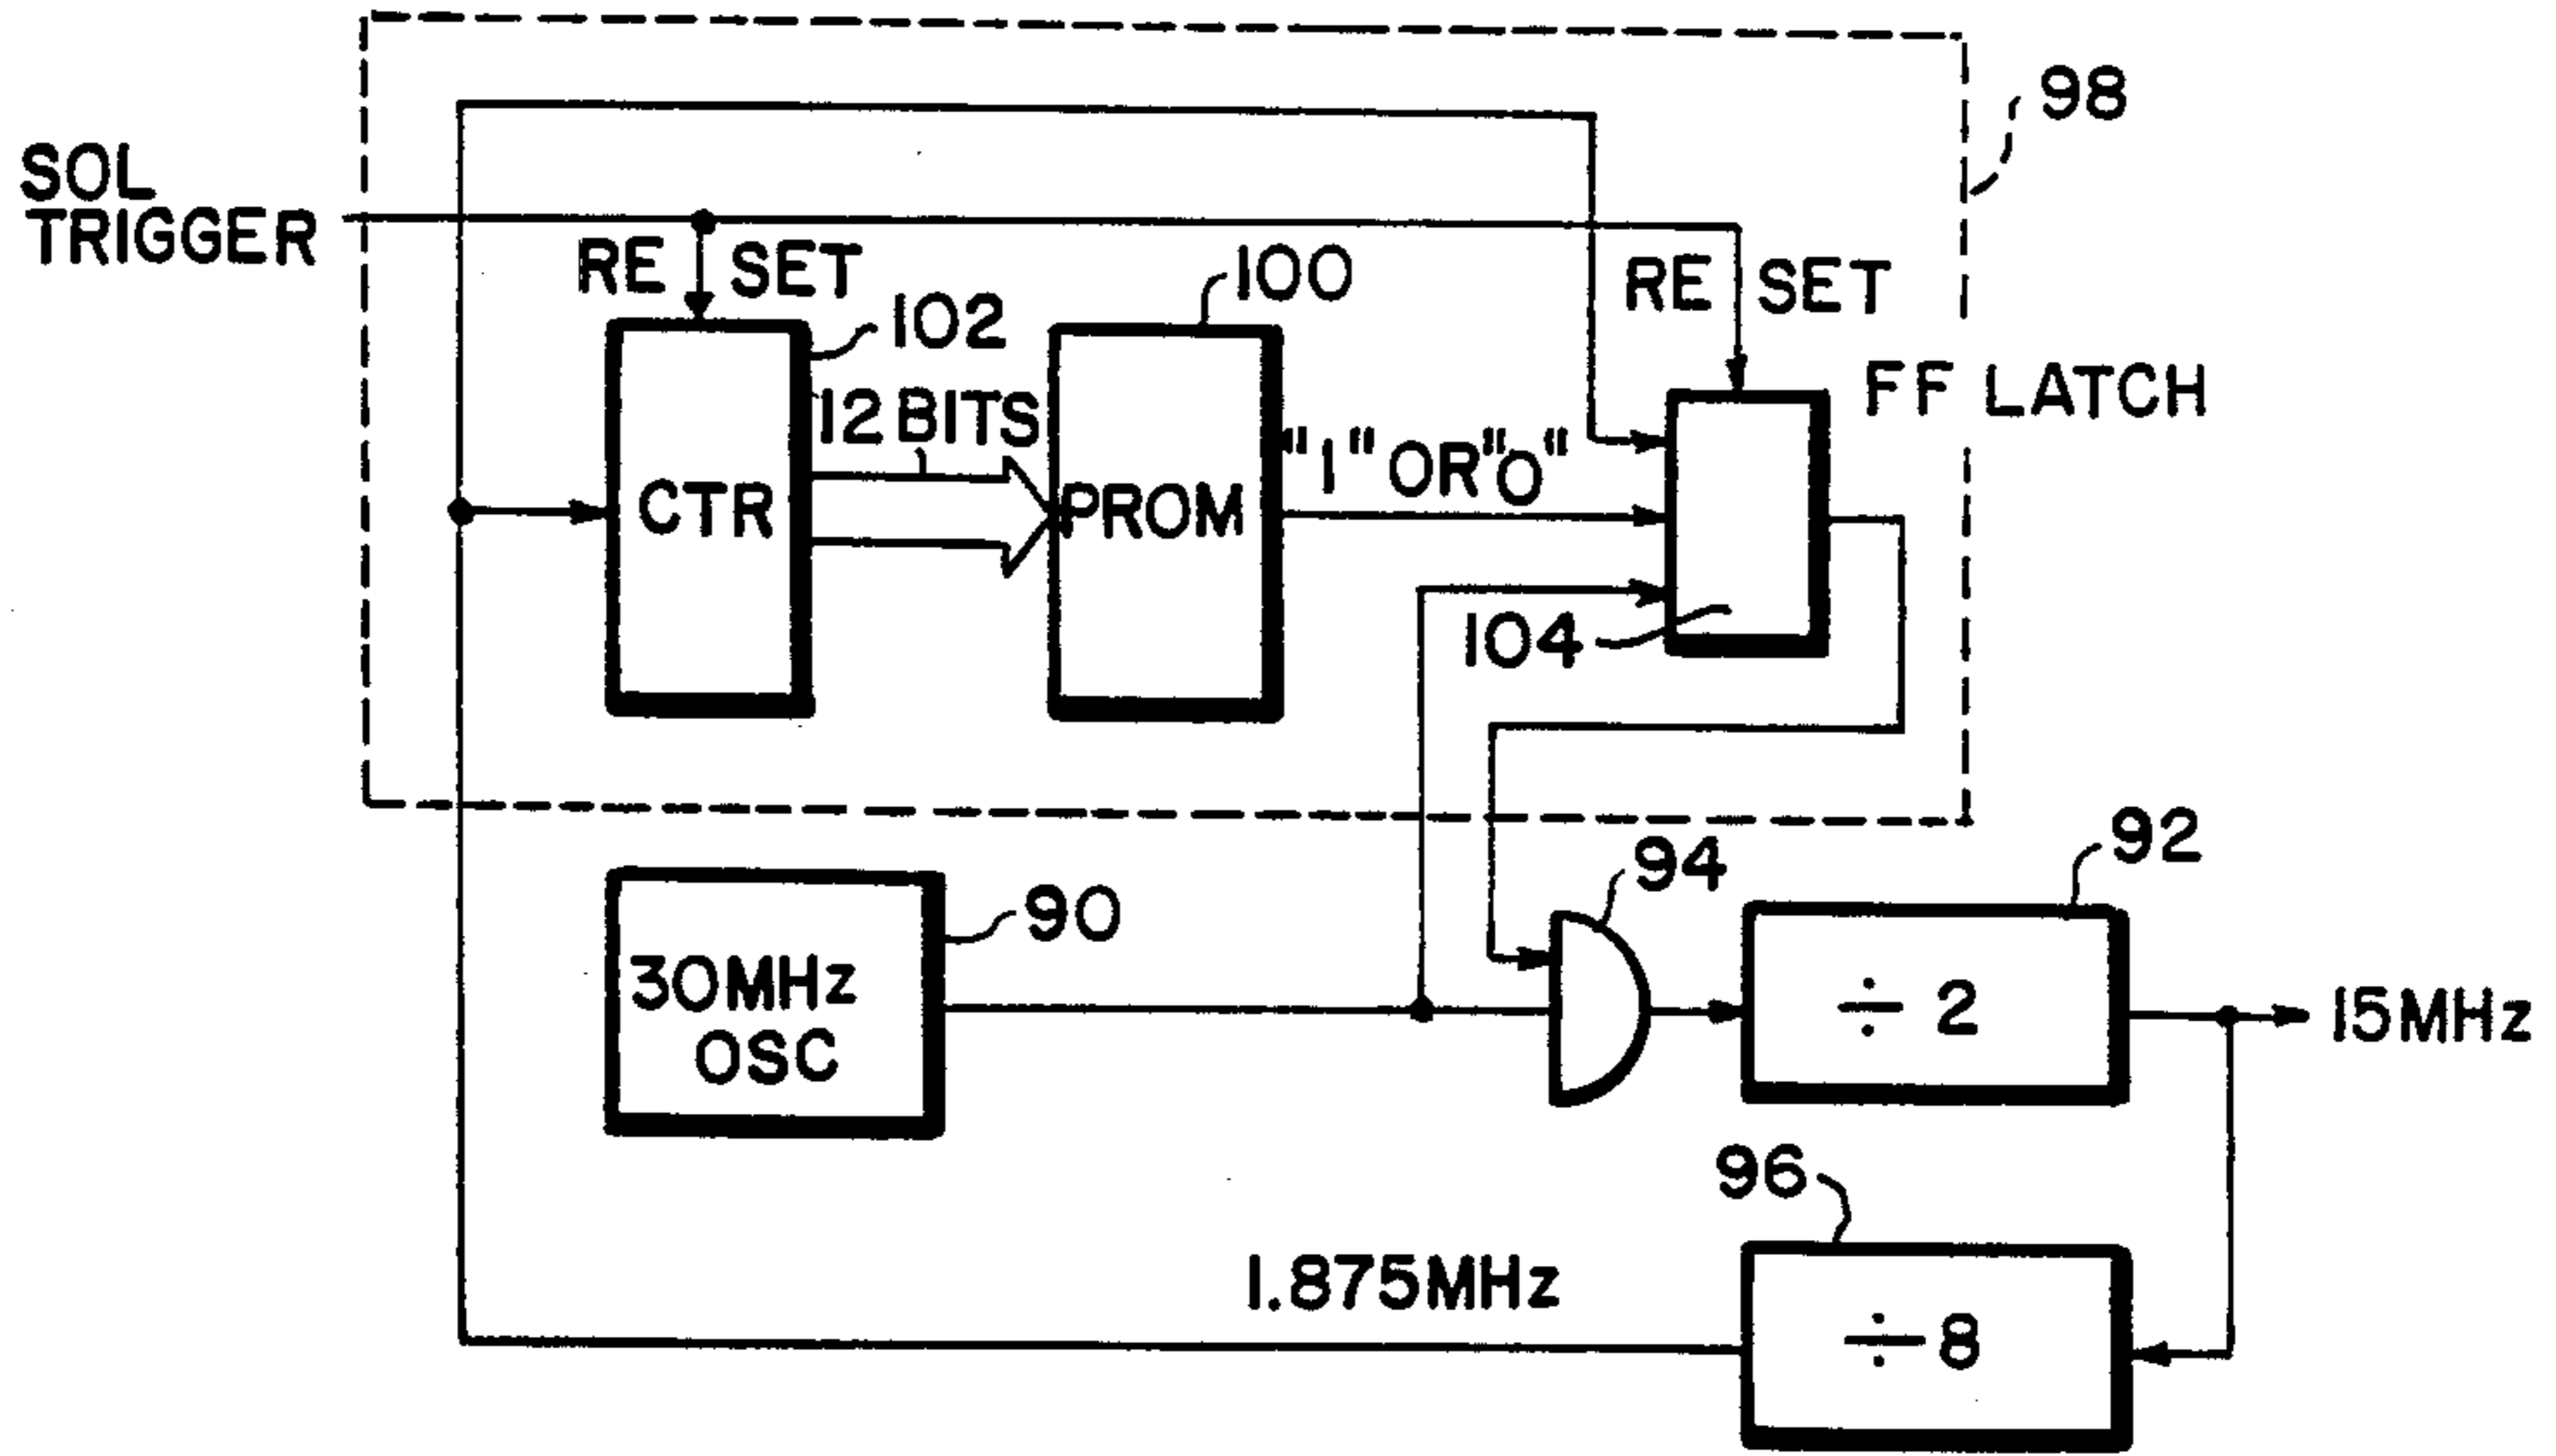 98
SOL
TRIGGER
RE SET
100
RE SET
102
FF LATCH
12 BITS
"1" OR "0"
CTR
PROM
104
92
94
90
30MHz
OSC
÷ 2
15MHz
96
1.875MHz
÷ 8